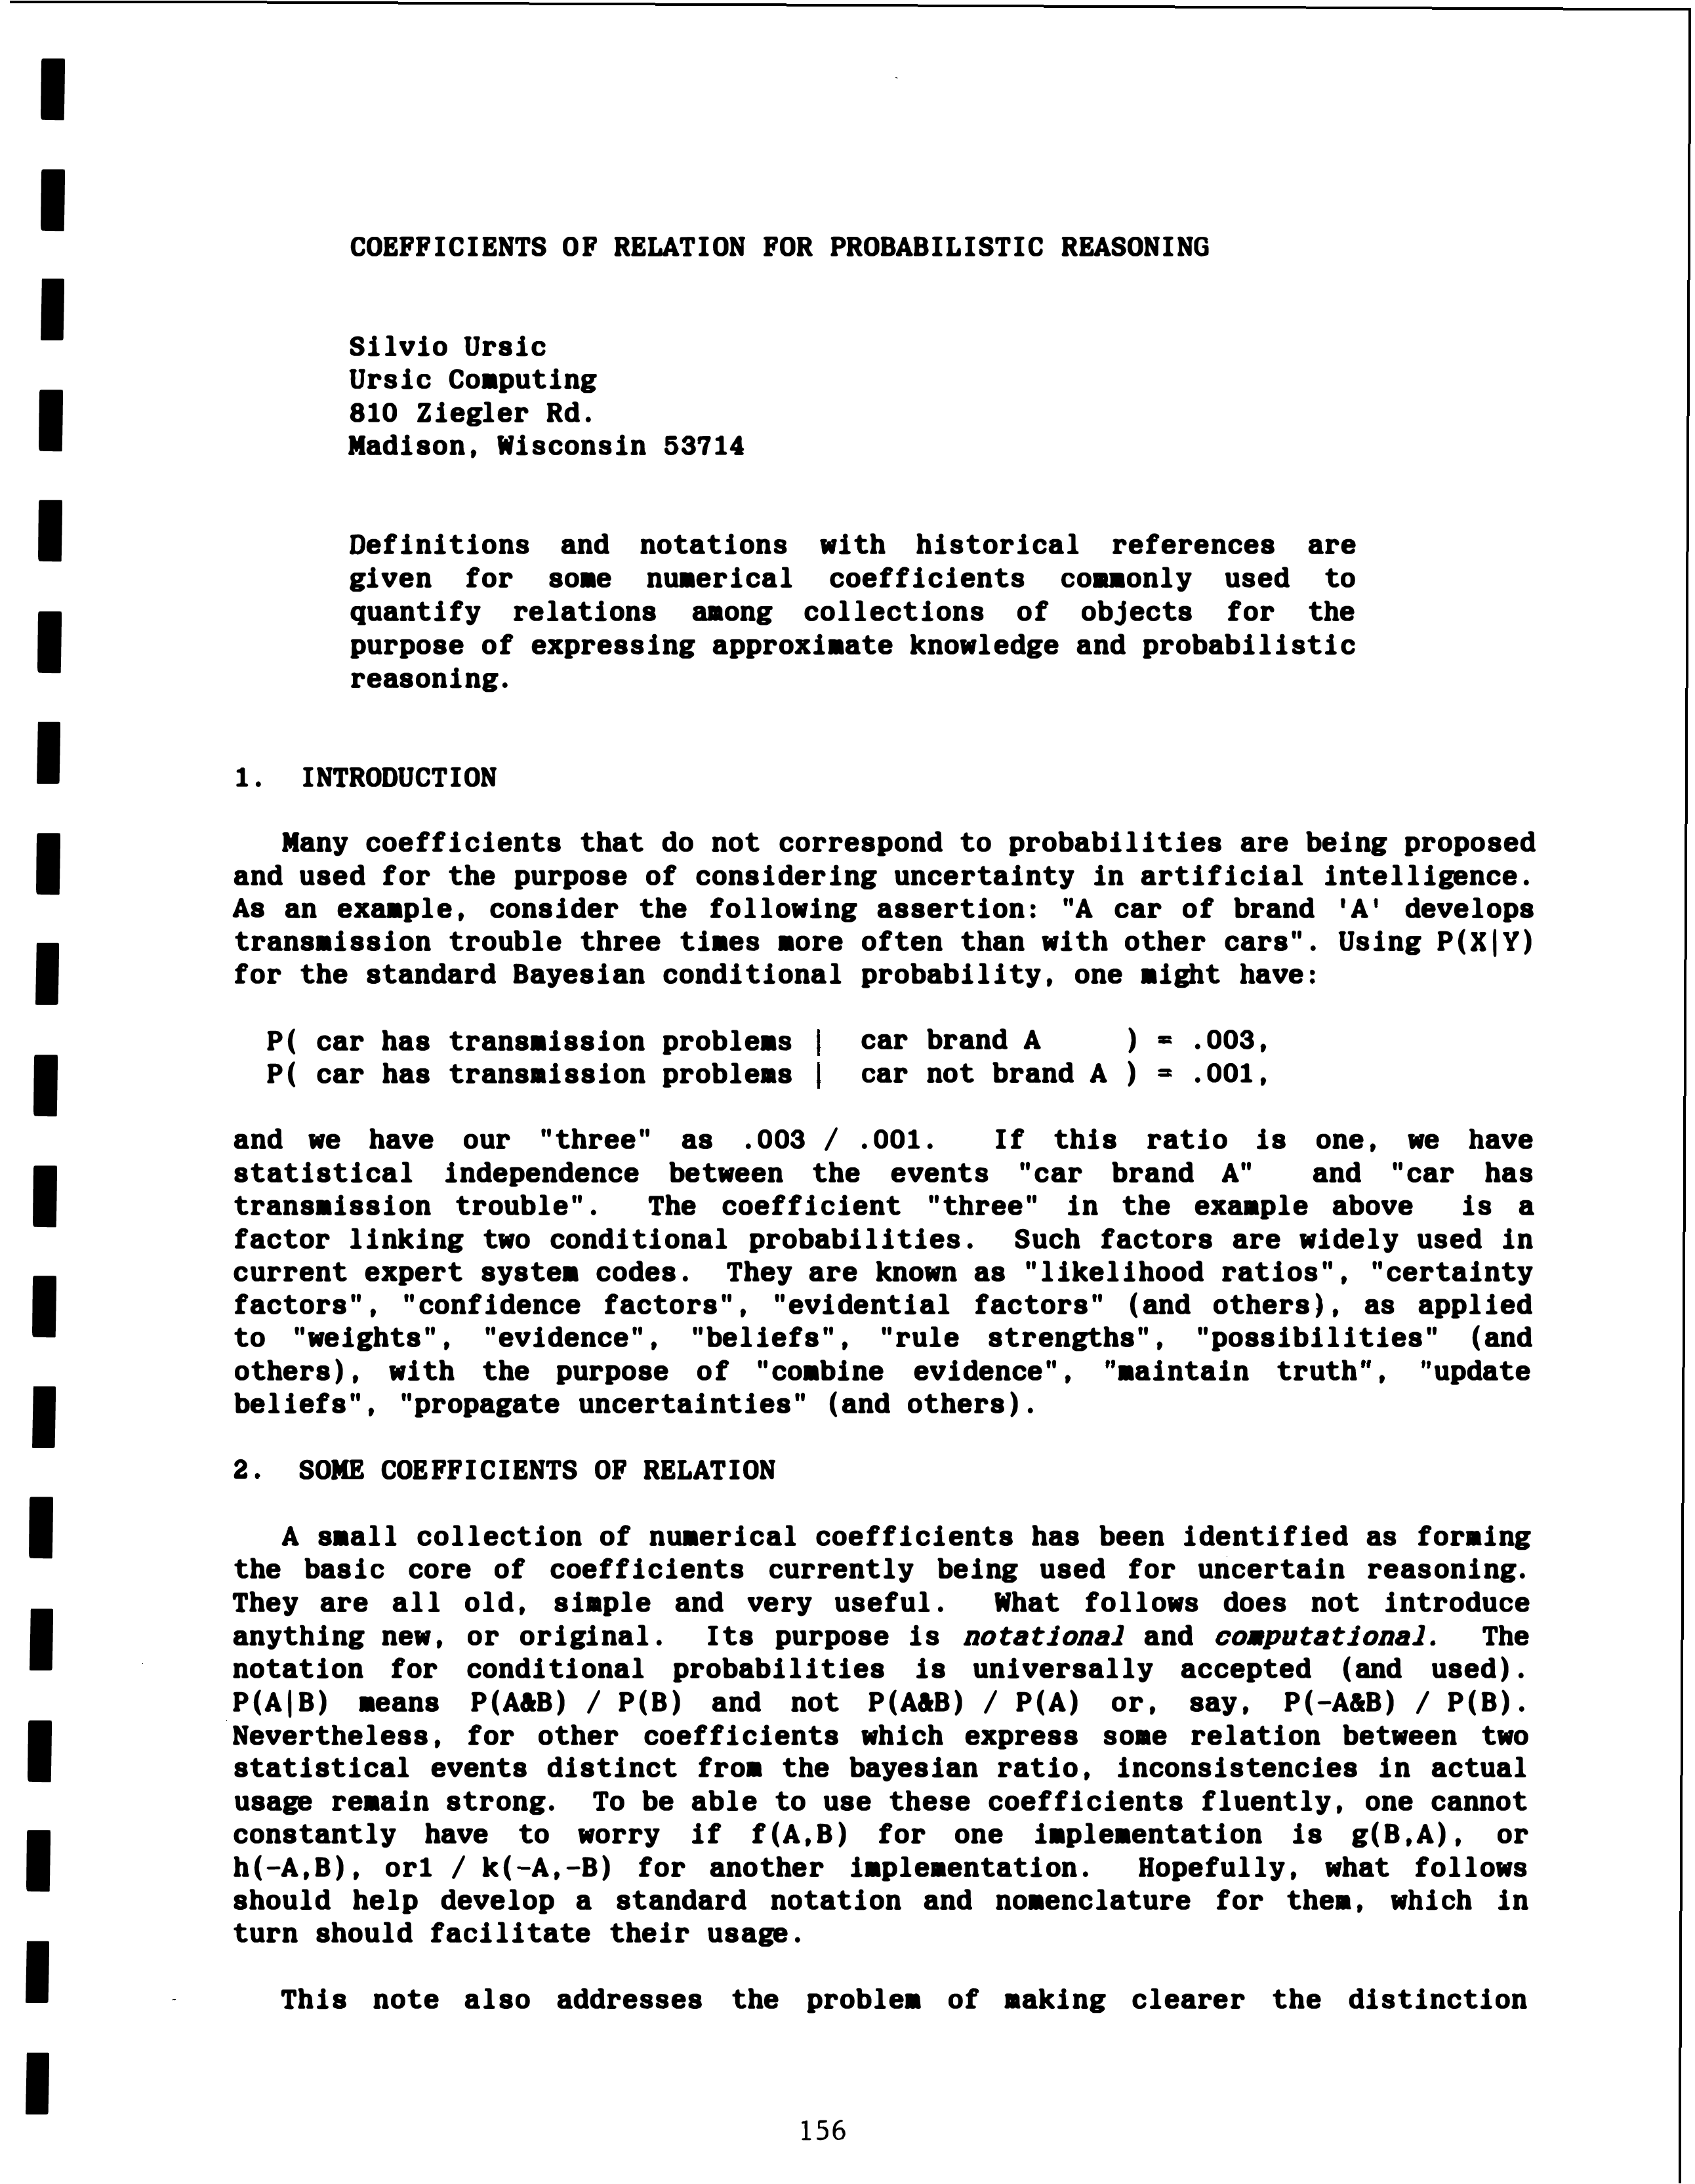 COEFFICIENTS OF RELATION FOR PROBABILISTIC REASONING
Silvio Ursic
Ursic Computing
810 Ziegler Rd.
Madison, Wisconsin 53714
Definitions and notations with historical references are
given for some numerical coefficients commonly used to
quantify relations among collections of objects for the
purpose of expressing approximate knowledge and probabilistic
reasoning.
1. INTRODUCTION
Many coefficients that do not correspond to probabilities are being proposed
and used for the purpose of considering uncertainty in artificial intelligence.
As an example, consider the following assertion: "A car of brand 'A' develops
transmission trouble three times more often than with other cars". Using P(X|Y)
for the standard Bayesian conditional probability, one might have:
P( car has transmission problems | car brand A ) = .003,
P( car has transmission problems | car not brand A ) = .001,
and we have our "three" as .003 / .001. If this ratio is one, we have
statistical independence between the events "car brand A" and "car has
transmission trouble". The coefficient "three" in the example above is a
factor linking two conditional probabilities. Such factors are widely used in
current expert system codes. They are known as "likelihood ratios", "certainty
factors", "confidence factors", "evidential factors" (and others), as applied
to "weights", "evidence", "beliefs", "rule strengths", "possibilities" (and
others), with the purpose of "combine evidence", "maintain truth", "update
beliefs", "propagate uncertainties" (and others).
2. SOME COEFFICIENTS OF RELATION
A small collection of numerical coefficients has been identified as forming
the basic core of coefficients currently being used for uncertain reasoning.
They are all old, simple and very useful. What follows does not introduce
anything new, or original. Its purpose is notational and computational. The
notation for conditional probabilities is universally accepted (and used).
P(A|B) means P(A&B) / P(B) and not P(A&B) / P(A) or, say, P(-A&B) / P(B).
Nevertheless, for other coefficients which express some relation between two
statistical events distinct from the bayesian ratio, inconsistencies in actual
usage remain strong. To be able to use these coefficients fluently, one cannot
constantly have to worry if f(A,B) for one implementation is g(B,A), or
h(-A,B), or1 / k(-A,-B) for another implementation. Hopefully, what follows
should help develop a standard notation and nomenclature for them, which in
turn should facilitate their usage.
This note also addresses the problem of making clearer the distinction
156